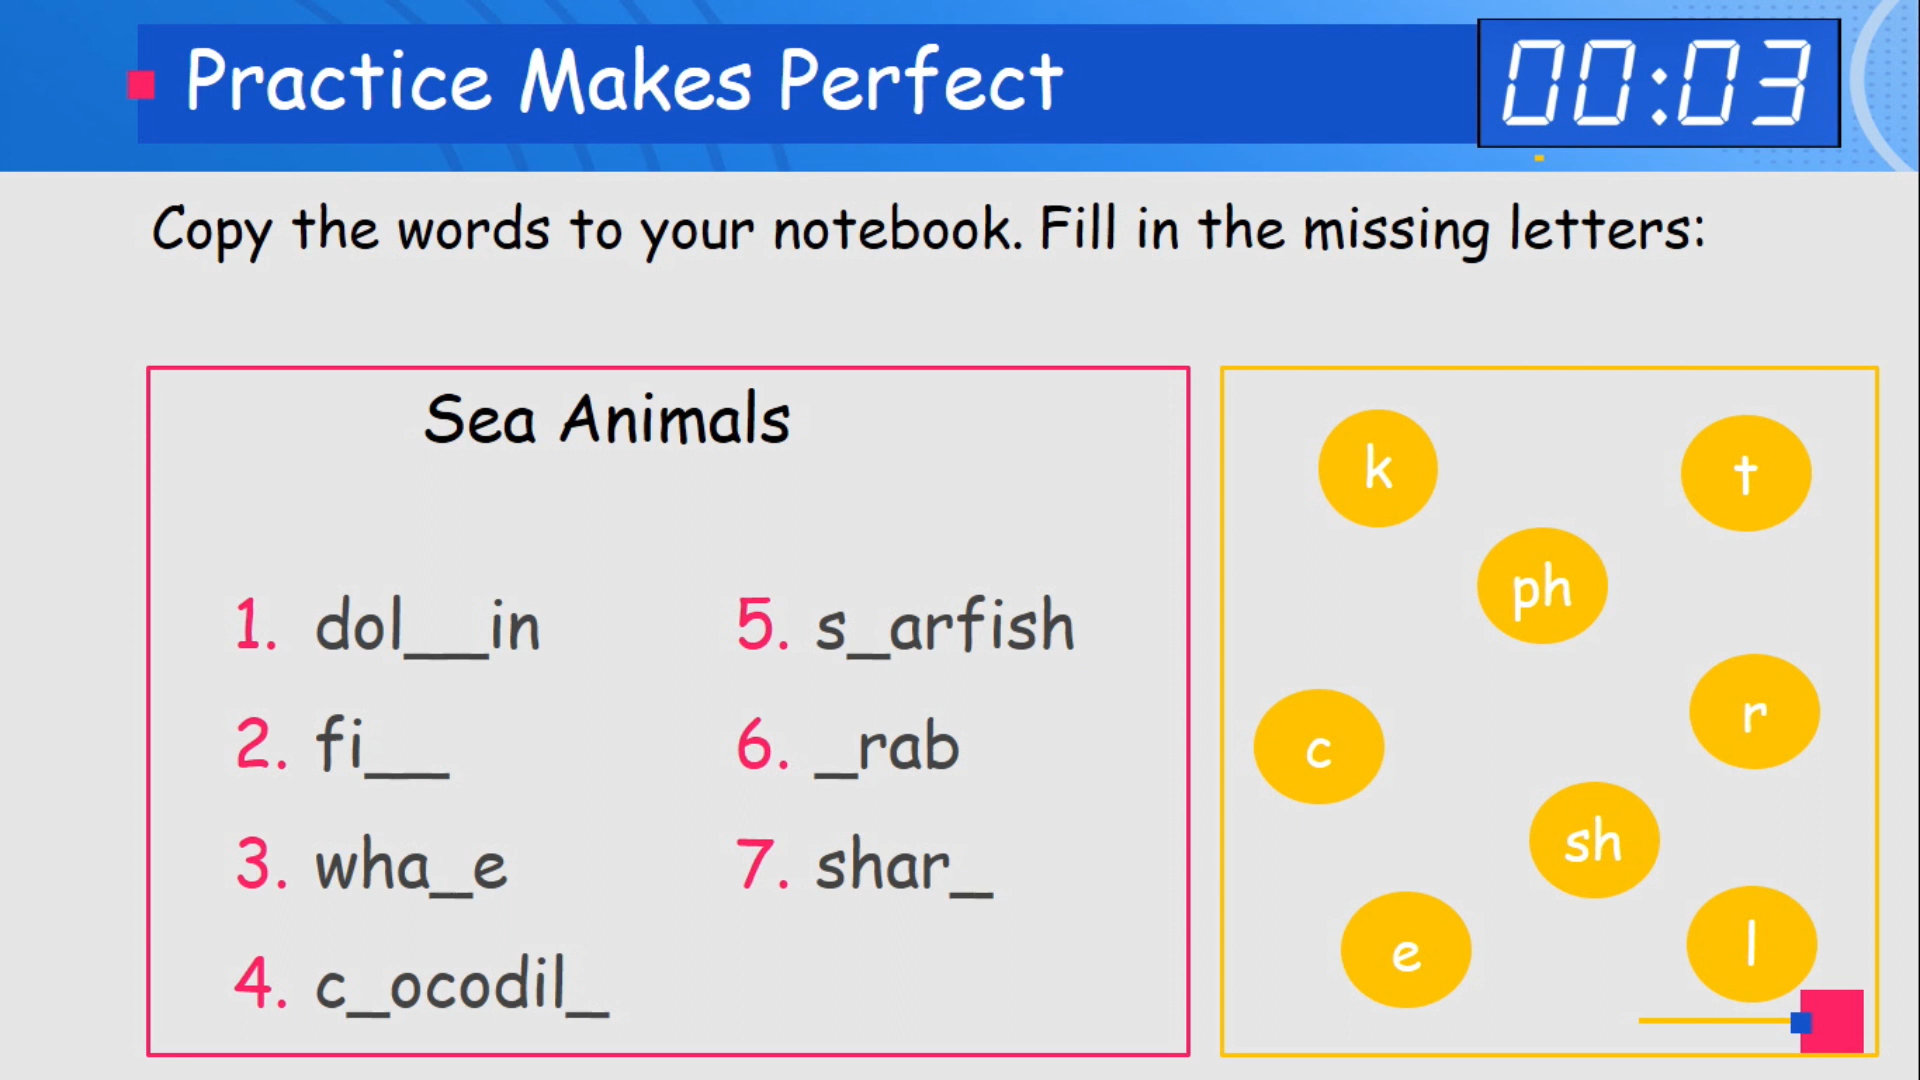 Practice Makes Perfect
00:03
Copy the words to your notebook. Fill in the missing letters:
Sea Animals
1. dol__in
2. fi__
3. wha_e
4. c_ocodil_
5. s_arfish
6. _rab
7. shar_
k
t
ph
r
c
sh
e
l